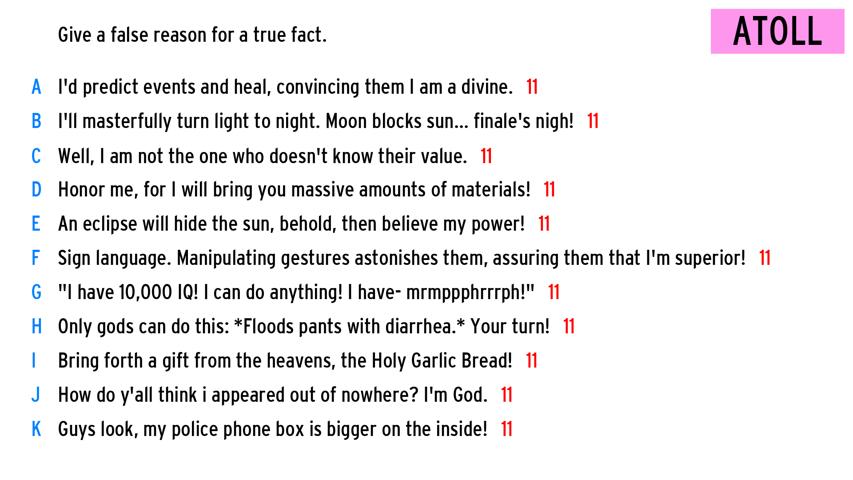 Give a false reason for a true fact.
ATOLL
A I'd predict events and heal, convincing them I am a divine. 11
B I'll masterfully turn light to night. Moon blocks sun... finale's nigh! 11
C Well, I am not the one who doesn't know their value. 11
D Honor me, for I will bring you massive amounts of materials! 11
E An eclipse will hide the sun, behold, then believe my power! 11
F Sign language. Manipulating gestures astonishes them, assuring them that I'm superior! 11
G "I have 10,000 IQ! I can do anything! I have- mrmppphrrrph!" 11
H Only gods can do this: *Floods pants with diarrhea.* Your turn! 11
I Bring forth a gift from the heavens, the Holy Garlic Bread! 11
J How do y'all think i appeared out of nowhere? I'm God. 11
K Guys look, my police phone box is bigger on the inside! 11